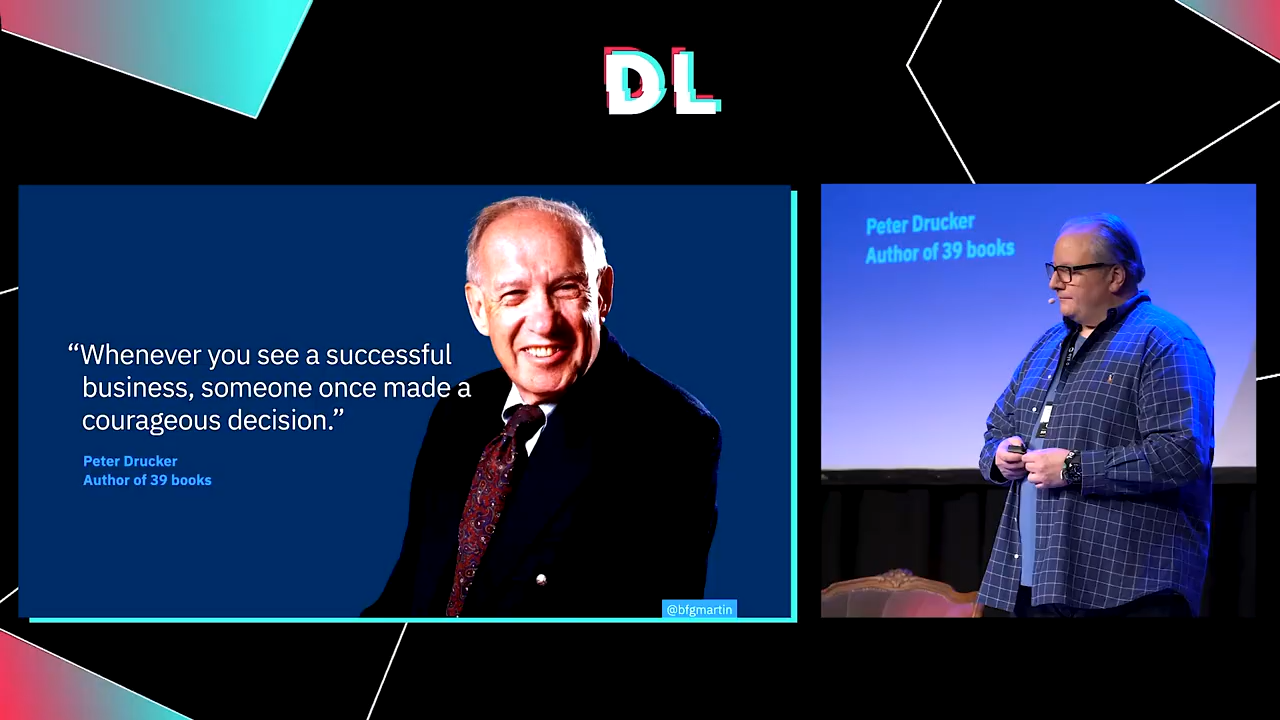 DL
“Whenever you see a successful
business, someone once made a
courageous decision.”
Peter Drucker
Author of 39 books
@bfgmartin
Peter Drucker
Author of 39 books